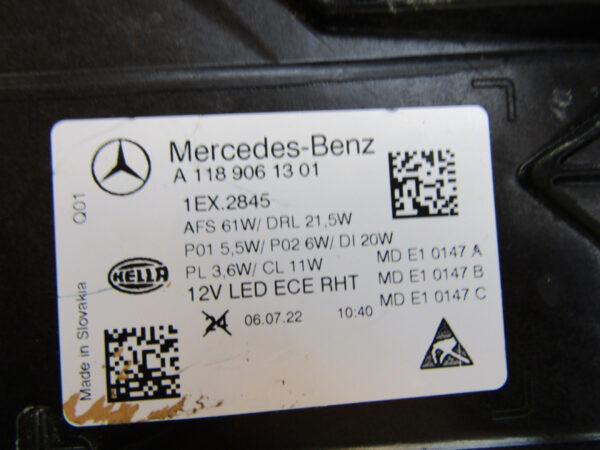 Mercedes-Benz
A 118 906 13 01
1EX.2845
AFS 61W/ DRL 21,5W
P01 5,5W/ P02 6W/ DI 20W
PL 3,6W/ CL 11W
12V LED ECE RHT
MD E1 0147 A
MD E1 0147 B
MD E1 0147 C
HELLA
24 06.07.22 10:40
Q01
Made in Slovakia